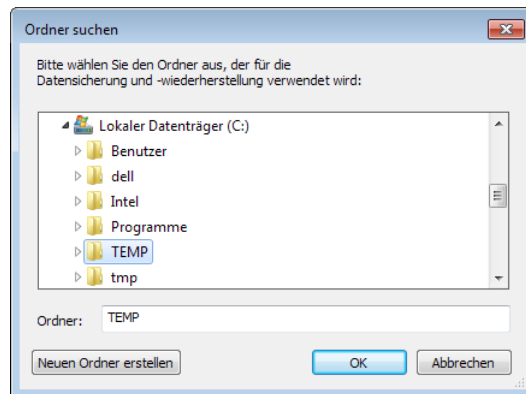 Ordner suchen
Bitte wählen Sie den Ordner aus, der für die
Datensicherung und -wiederherstellung verwendet wird:
Lokaler Datenträger (C:)
Benutzer
dell
Intel
Programme
TEMP
tmp
Ordner: TEMP
Neuen Ordner erstellen OK Abbrechen